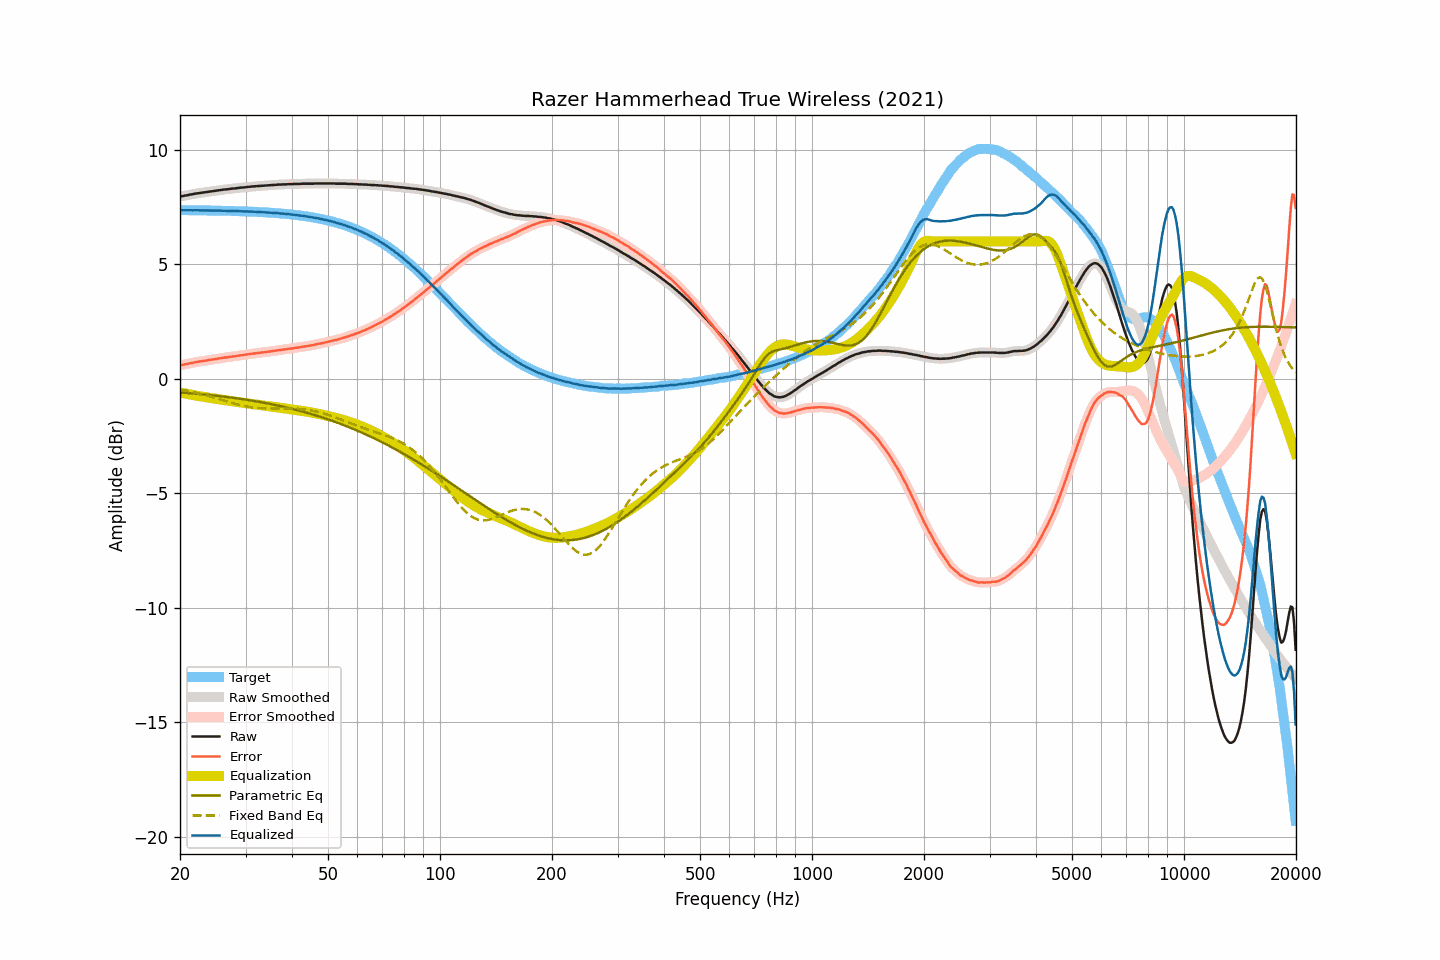 Razer Hammerhead True Wireless (2021)
10
5
0
−5
−10
−15
−20
Amplitude (dBr)
Target
Raw Smoothed
Error Smoothed
Raw
Error
Equalization
Parametric Eq
Fixed Band Eq
Equalized
20 50 100 200 500 1000 2000 5000 10000 20000
Frequency (Hz)